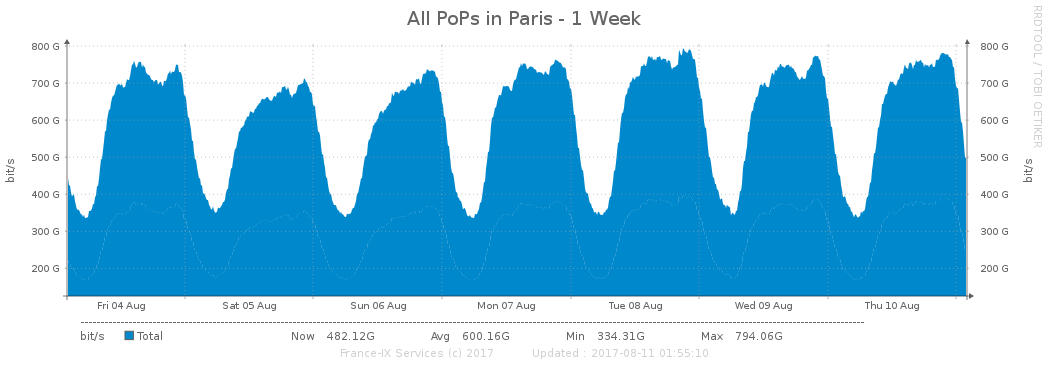 All PoPs in Paris - 1 Week
RRDTOOL / TOBI OETIKER
800 G 800 G
700 G 700 G
600 G 600 G
500 G 500 G
400 G 400 G
300 G 300 G
200 G 200 G
bit/s bit/s
Fri 04 Aug Sat 05 Aug Sun 06 Aug Mon 07 Aug Tue 08 Aug Wed 09 Aug Thu 10 Aug
bit/s Total Now 482.12G Avg 600.16G Min 334.31G Max 794.06G
France-IX Services (c) 2017 Updated : 2017-08-11 01:55:10